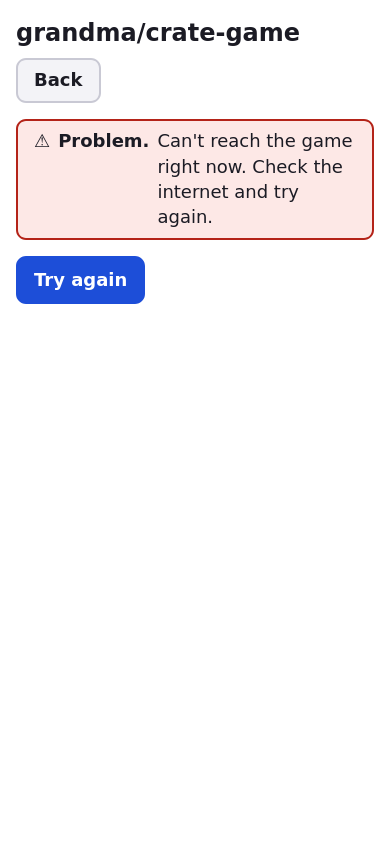 grandma/crate-game
Back
⚠ Problem. Can't reach the game
right now. Check the
internet and try
again.
Try again